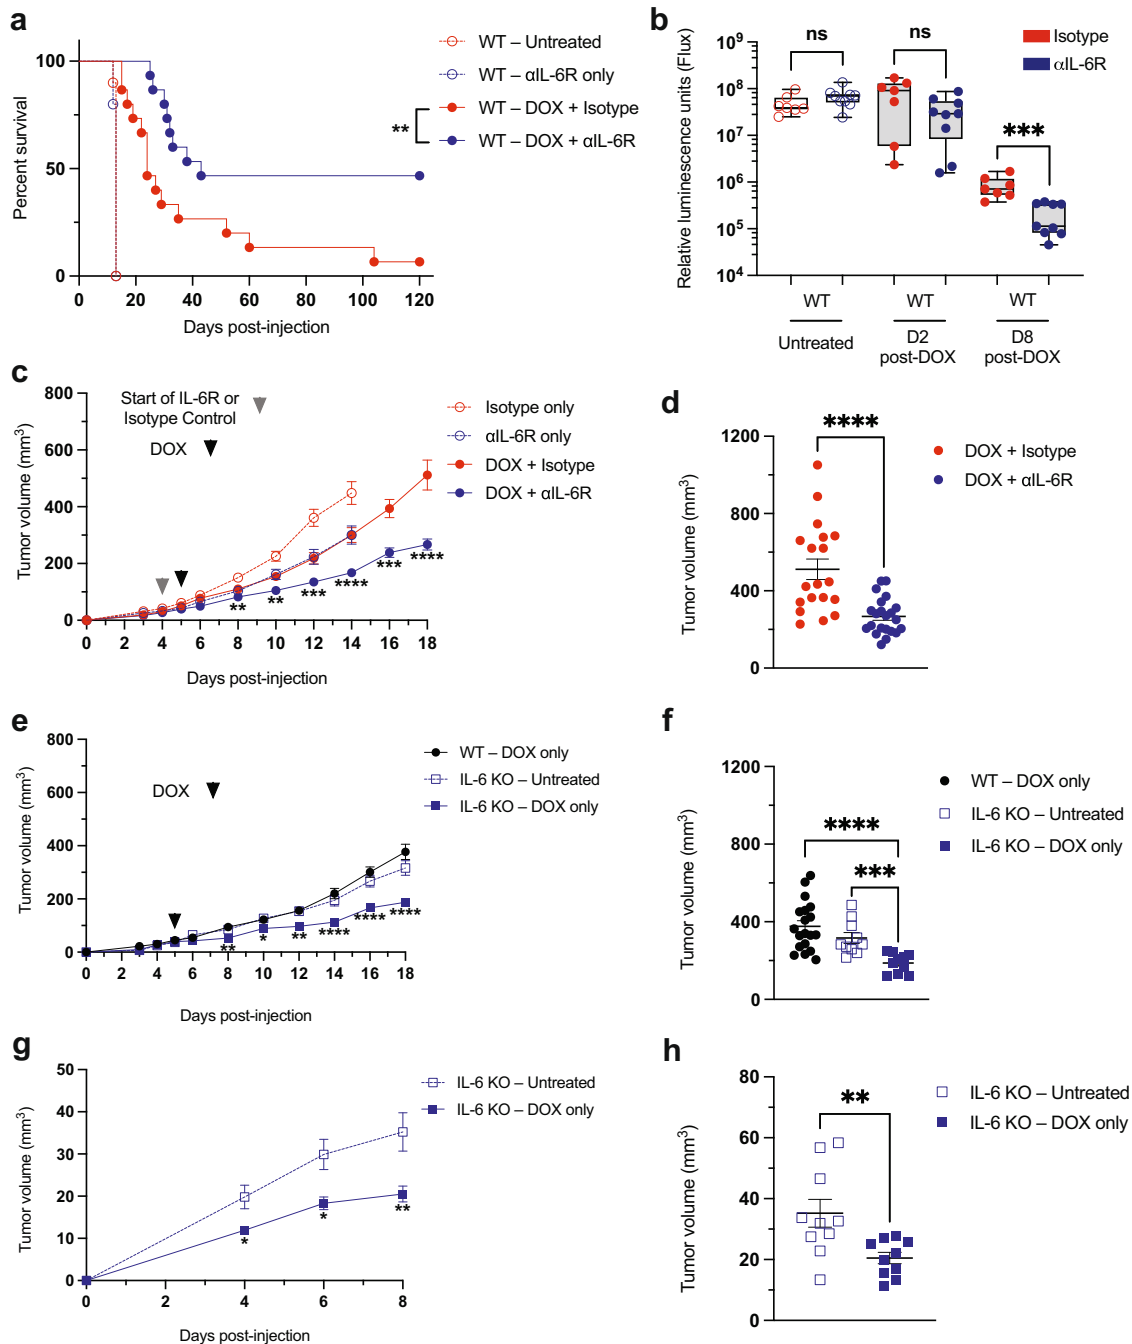 a
WT – Untreated
WT – αIL-6R only
WT – DOX + Isotype
WT – DOX + αIL-6R
**
Percent survival
100
50
0
0 20 40 60 80 100 120
Days post-injection
b
Isotype
αIL-6R
ns
ns
***
Relative luminescence units (Flux)
10⁹
10⁸
10⁷
10⁶
10⁵
10⁴
WT WT WT
Untreated
D2
post-DOX
D8
post-DOX
c
Start of IL-6R or
Isotype Control
DOX
Isotype only
αIL-6R only
DOX + Isotype
DOX + αIL-6R
Tumor volume (mm³)
800
600
400
200
0
** ** *** **** *** ****
0 2 4 6 8 10 12 14 16 18
Days post-injection
d
****
DOX + Isotype
DOX + αIL-6R
Tumor volume (mm³)
1200
800
400
0
e
DOX
WT – DOX only
IL-6 KO – Untreated
IL-6 KO – DOX only
Tumor volume (mm³)
800
600
400
200
0
** * ** **** **** ****
0 2 4 6 8 10 12 14 16 18
Days post-injection
f
WT – DOX only
IL-6 KO – Untreated
IL-6 KO – DOX only
****
***
Tumor volume (mm³)
1200
800
400
0
g
IL-6 KO – Untreated
IL-6 KO – DOX only
Tumor volume (mm³)
50
40
30
20
10
0
* * **
0 2 4 6 8
Days post-injection
h
**
IL-6 KO – Untreated
IL-6 KO – DOX only
Tumor volume (mm³)
80
60
40
20
0